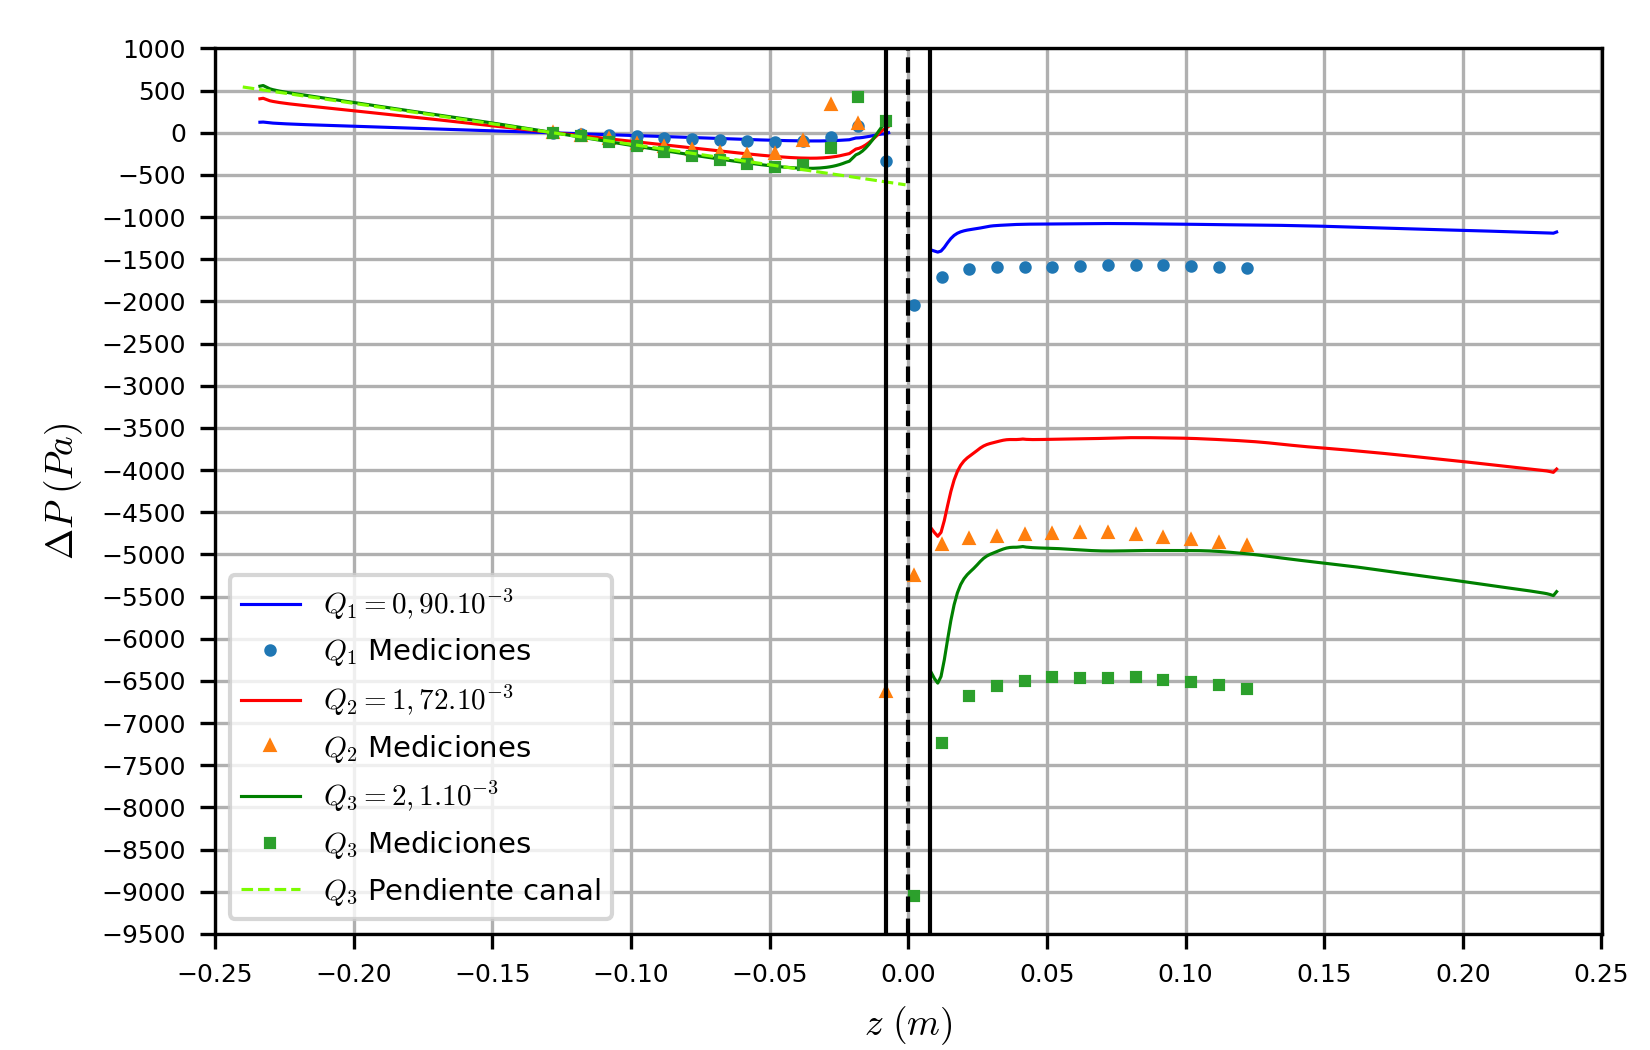 1000
500
0
−500
−1000
−1500
−2000
−2500
−3000
−3500
−4000
−4500
−5000
−5500
−6000
−6500
−7000
−7500
−8000
−8500
−9000
−9500
ΔP (Pa)
Q₁ = 0,90.10⁻³
Q₁ Mediciones
Q₂ = 1,72.10⁻³
Q₂ Mediciones
Q₃ = 2,1.10⁻³
Q₃ Mediciones
Q₃ Pendiente canal
−0.25 −0.20 −0.15 −0.10 −0.05 0.00 0.05 0.10 0.15 0.20 0.25
z (m)